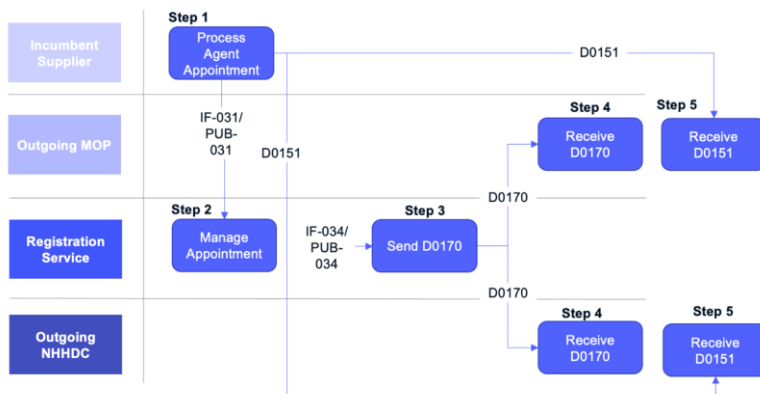 Step 1
Incumbent
Supplier
Process
Agent
Appointment
D0151
IF-031/
PUB-
031
Step 4
Step 5
Outgoing MOP
D0151
Receive
D0170
Receive
D0151
D0170
Step 2
Step 3
Registration
Service
Manage
Appointment
IF-034/
PUB-
034
Send D0170
D0170
Step 4
Step 5
Outgoing
NHHDC
Receive
D0170
Receive
D0151